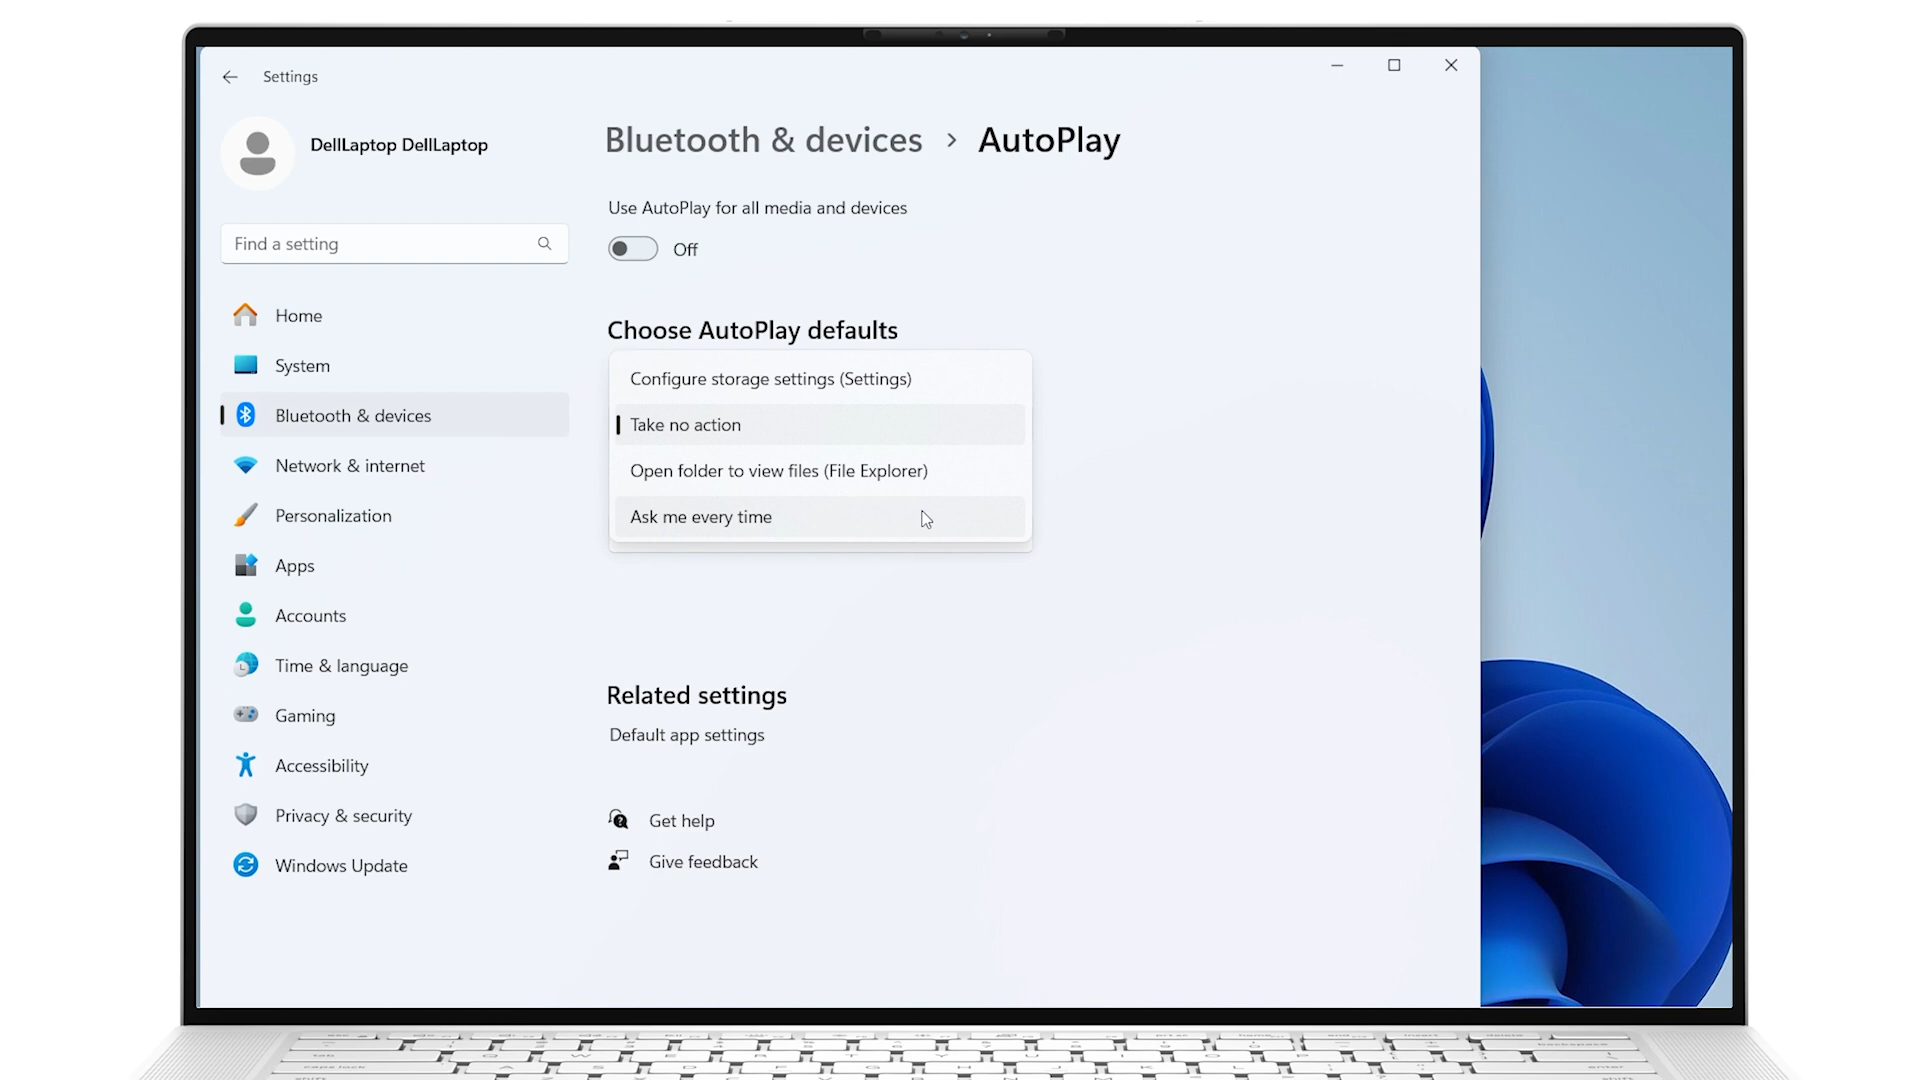 Settings
DellLaptop DellLaptop
Find a setting
Home
System
Bluetooth & devices
Network & internet
Personalization
Apps
Accounts
Time & language
Gaming
Accessibility
Privacy & security
Windows Update
Bluetooth & devices > AutoPlay
Use AutoPlay for all media and devices
Off
Choose AutoPlay defaults
Configure storage settings (Settings)
Take no action
Open folder to view files (File Explorer)
Ask me every time
Related settings
Default app settings
Get help
Give feedback